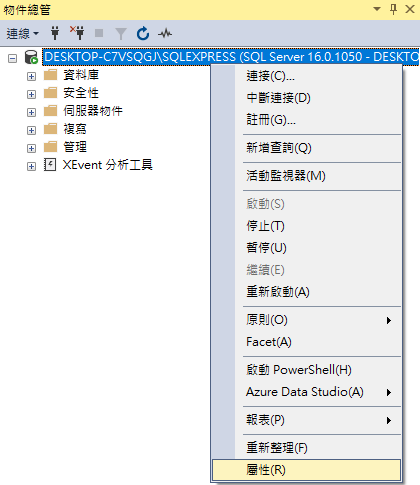 物件總管
連線
DESKTOP-C7VSQGJ\SQLEXPRESS (SQL Server 16.0.1050 - DESKTO
資料庫
安全性
伺服器物件
複寫
管理
XEvent 分析工具
連接(C)...
中斷連接(D)
註冊(G)...
新增查詢(Q)
活動監視器(M)
啟動(S)
停止(T)
暫停(U)
繼續(E)
重新啟動(A)
原則(O)
Facet(A)
啟動 PowerShell(H)
Azure Data Studio(A)
報表(P)
重新整理(F)
屬性(R)